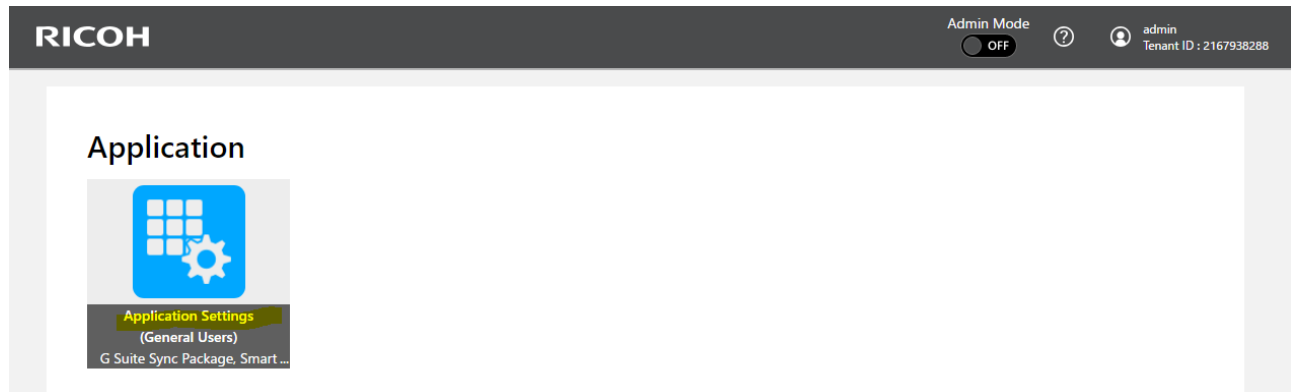 RICOH
Admin Mode
OFF
?
admin
Tenant ID : 2167938288
Application
Application Settings
(General Users)
G Suite Sync Package, Smart ...